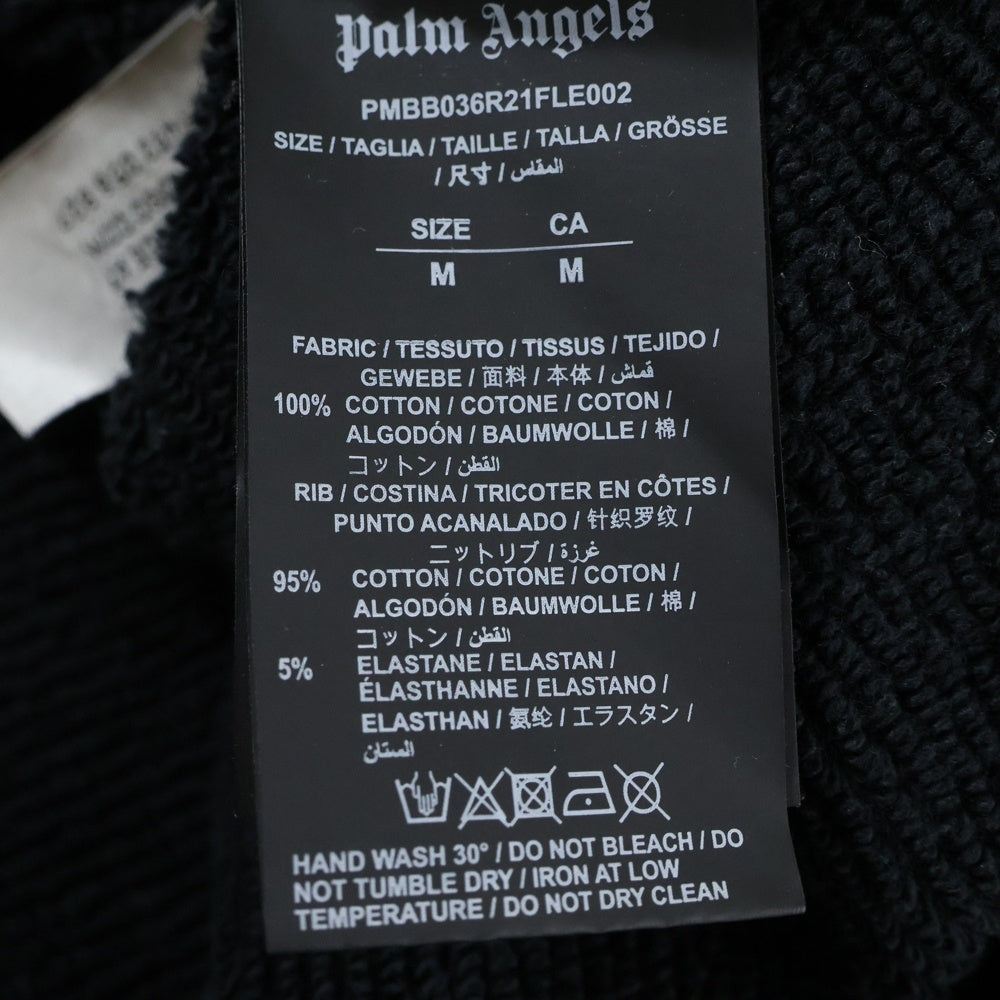 Palm Angels
PMBB036R21FLE002
SIZE / TAGLIA / TAILLE / TALLA / GRÖSSE
/ 尺寸 / المقاس
SIZE CA
M M
FABRIC / TESSUTO / TISSUS / TEJIDO /
GEWEBE / 面料 / 本体 / قماش
100% COTTON / COTONE / COTON /
ALGODÓN / BAUMWOLLE / 棉 /
コットン / القطن
RIB / COSTINA / TRICOTER EN CÔTES /
PUNTO ACANALADO / 针织罗纹 /
ニットリブ / غرزة
95% COTTON / COTONE / COTON /
ALGODÓN / BAUMWOLLE / 棉 /
コットン / القطن
5% ELASTANE / ELASTAN /
ÉLASTHANNE / ELASTANO /
ELASTHAN / 氨纶 / エラスタン /
الستان
HAND WASH 30° / DO NOT BLEACH / DO
NOT TUMBLE DRY / IRON AT LOW
TEMPERATURE / DO NOT DRY CLEAN